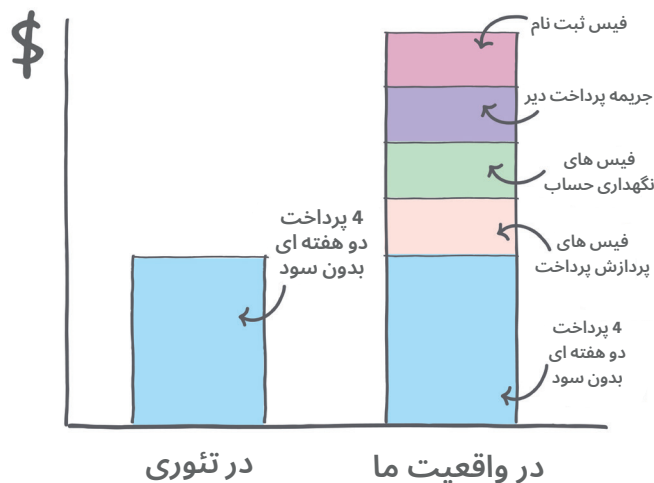 $
فیس ثبت نام
جریمه پرداخت دیر
فیس های
نگهداری حساب
فیس های
پردازش پرداخت
4 پرداخت
دو هفته ای
بدون سود
4 پرداخت
دو هفته ای
بدون سود
در واقعیت ما
در تئوری